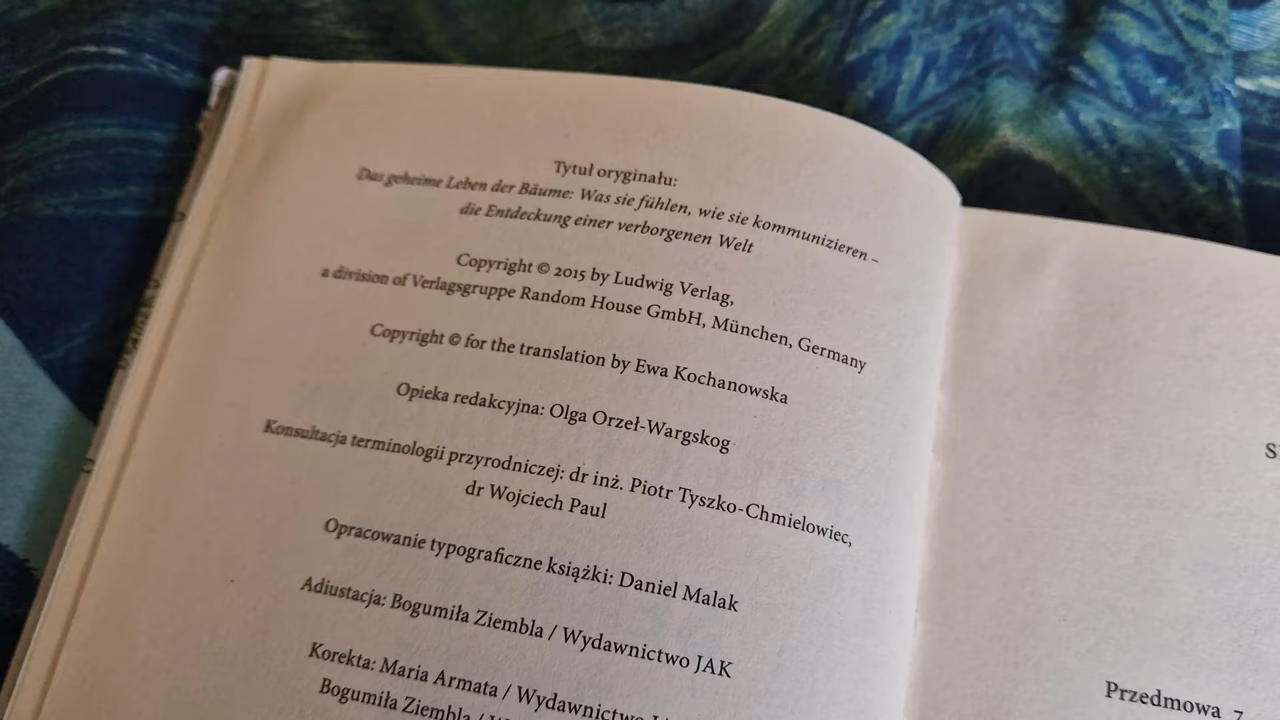 Tytuł oryginału:
Das geheime Leben der Bäume: Was sie fühlen, wie sie kommunizieren –
die Entdeckung einer verborgenen Welt
Copyright © 2015 by Ludwig Verlag,
a division of Verlagsgruppe Random House GmbH, München, Germany
Copyright © for the translation by Ewa Kochanowska
Opieka redakcyjna: Olga Orzeł-Wargskog
Konsultacja terminologii przyrodniczej: dr inż. Piotr Tyszko-Chmielowiec,
dr Wojciech Paul
Opracowanie typograficzne książki: Daniel Malak
Adiustacja: Bogumiła Ziembla / Wydawnictwo JAK
Korekta: Maria Armata / Wydawnictwo
Bogumiła Ziembla /
Przedmowa 7